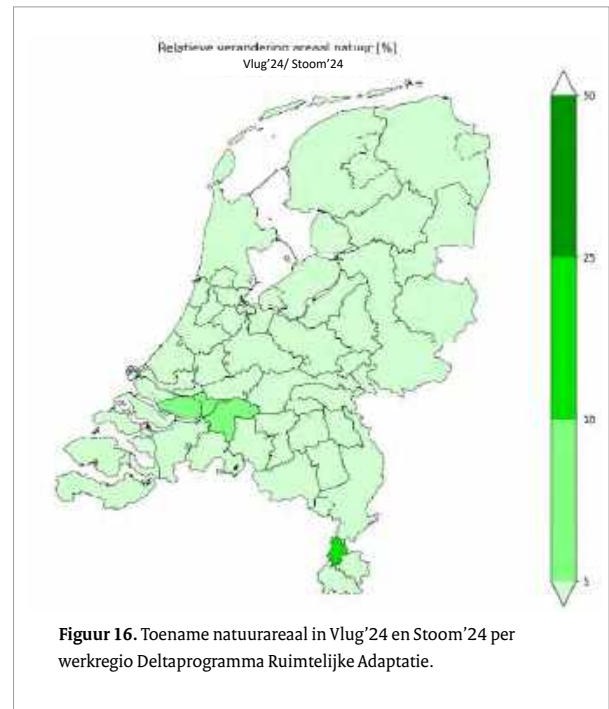 Relatieve verandering areaal natuur [%]
Vlug'24/ Stoom'24
50
25
10
5
Figuur 16. Toename natuurareaal in Vlug'24 en Stoom'24 per
werkregio Deltaprogramma Ruimtelijke Adaptatie.